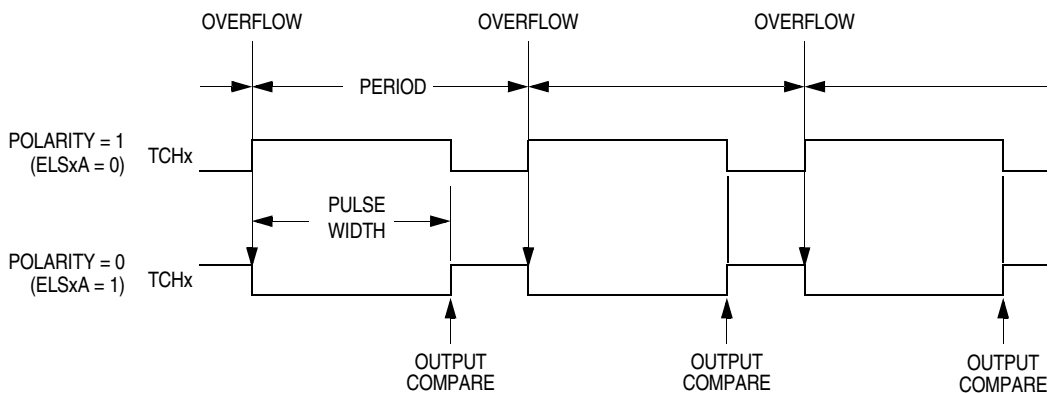 OVERFLOW
OVERFLOW
OVERFLOW
PERIOD
POLARITY = 1
(ELSxA = 0)
TCHx
PULSE
WIDTH
POLARITY = 0
(ELSxA = 1)
TCHx
OUTPUT
COMPARE
OUTPUT
COMPARE
OUTPUT
COMPARE